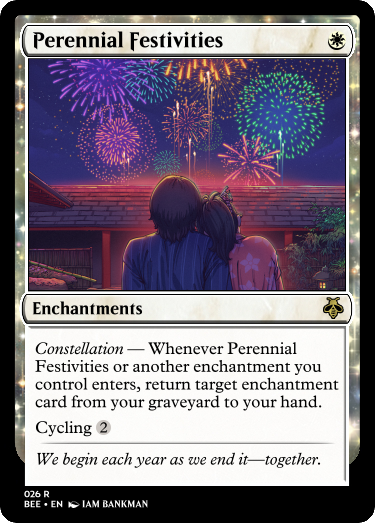 Perennial Festivities
Enchantments
Constellation — Whenever Perennial
Festivities or another enchantment you
control enters, return target enchantment
card from your graveyard to your hand.
Cycling 2
We begin each year as we end it—together.
026 R
BEE • EN IAM BANKMAN